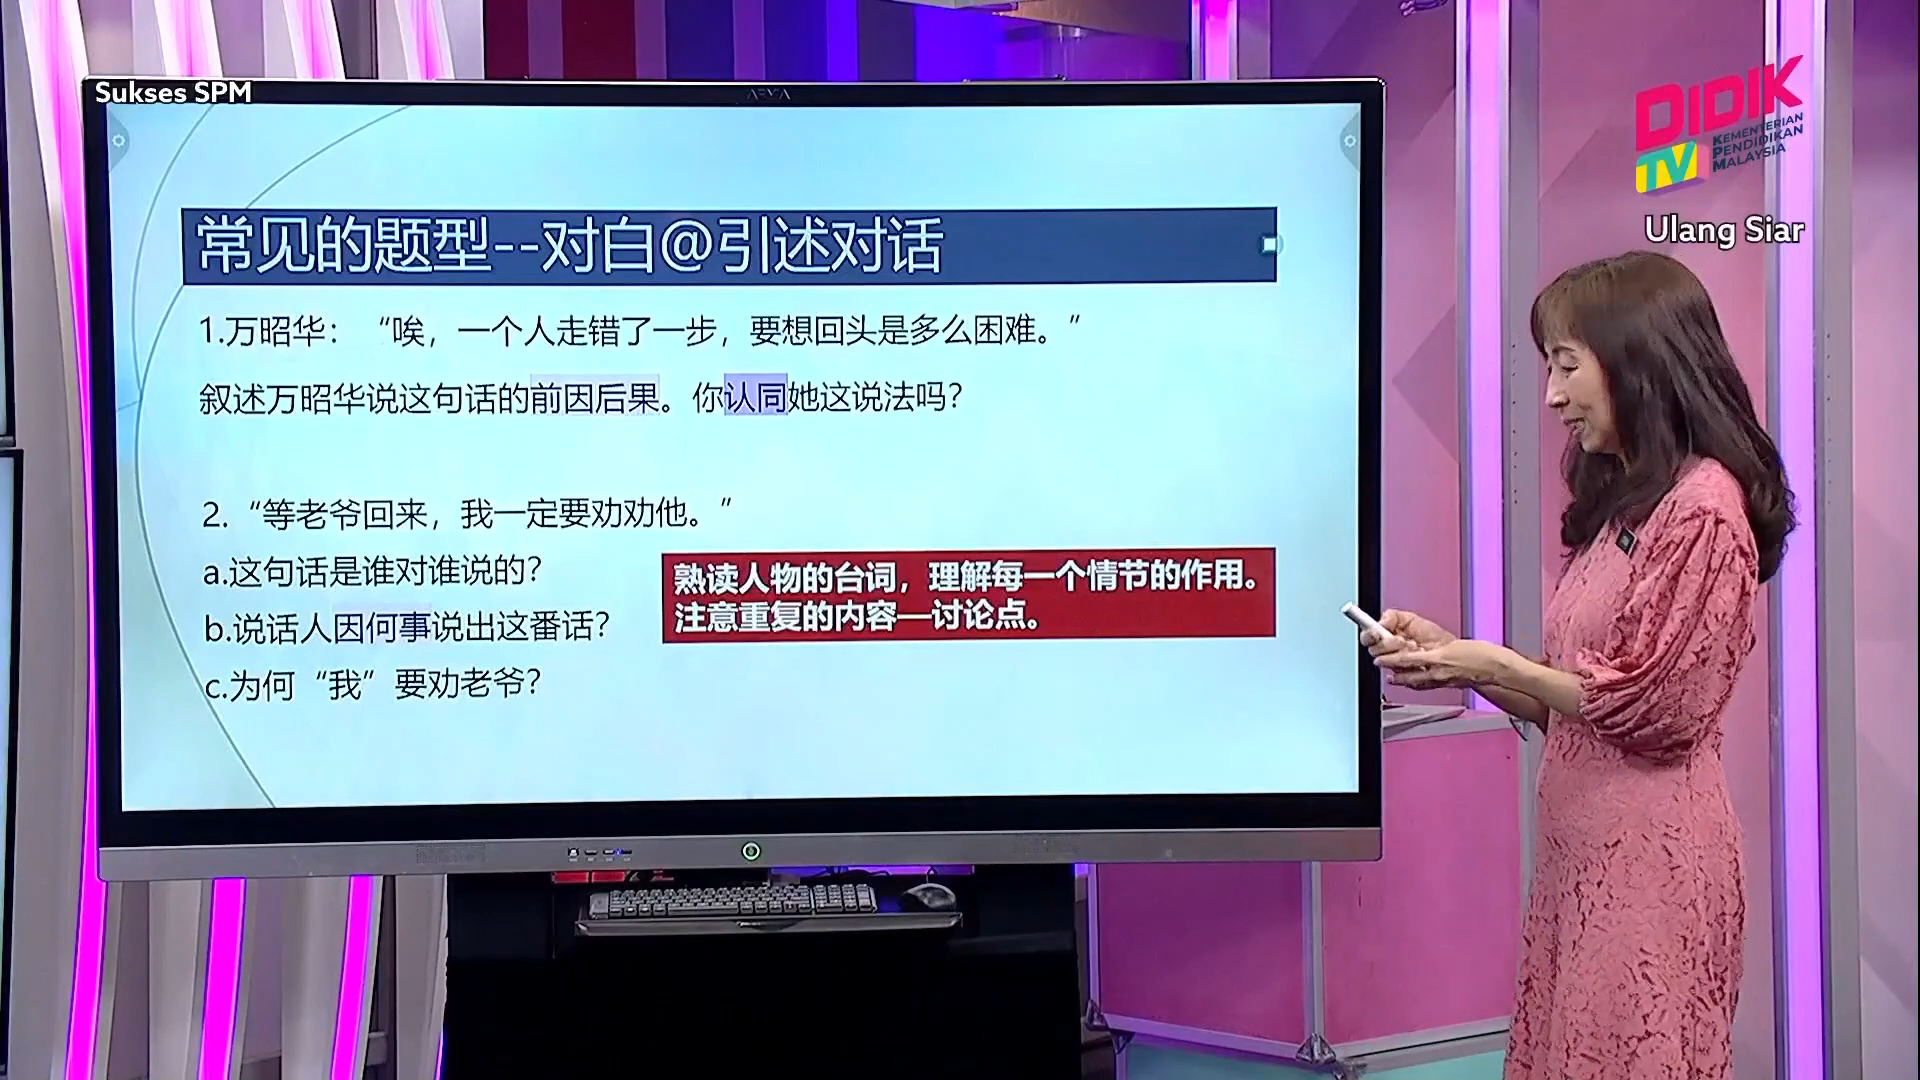 Sukses SPM
DIDIK
TV
KEMENTERIAN
PENDIDIKAN
MALAYSIA
Ulang Siar
常见的题型--对白@引述对话
1.万昭华：“唉，一个人走错了一步，要想回头是多么困难。”
叙述万昭华说这句话的前因后果。你认同她这说法吗？
2.“等老爷回来，我一定要劝劝他。”
a.这句话是谁对谁说的？
b.说话人因何事说出这番话？
c.为何“我”要劝老爷？
熟读人物的台词，理解每一个情节的作用。
注意重复的内容—讨论点。